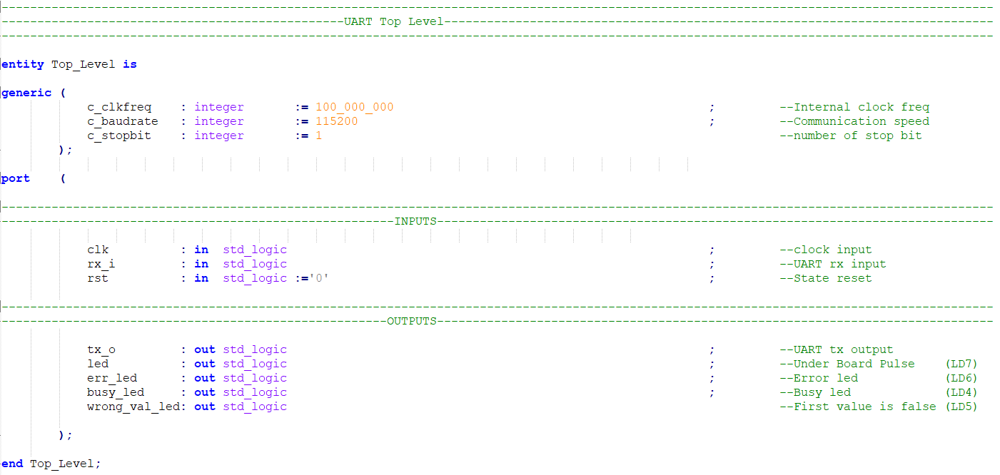 --------------------------------------------------------------------------------------------------------------------------------------------
------------------------------------------------UART Top Level-----------------------------------------------------------------------------
--------------------------------------------------------------------------------------------------------------------------------------------
entity Top_Level is
generic (
c_clkfreq : integer := 100_000_000 ; --Internal clock freq
c_baudrate : integer := 115200 ; --Communication speed
c_stopbit : integer := 1 --number of stop bit
);
port (
--------------------------------------------------------------------------------------------------------------------------------------------
-------------------------------------------------------INPUTS------------------------------------------------------------------------------
clk : in std_logic ; --clock input
rx_i : in std_logic ; --UART rx input
rst : in std_logic :='0' ; --State reset
--------------------------------------------------------------------------------------------------------------------------------------------
------------------------------------------------------OUTPUTS------------------------------------------------------------------------------
tx_o : out std_logic ; --UART tx output
led : out std_logic ; --Under Board Pulse (LD7)
err_led : out std_logic ; --Error led (LD6)
busy_led : out std_logic ; --Busy led (LD4)
wrong_val_led: out std_logic --First value is false (LD5)
);
end Top_Level;